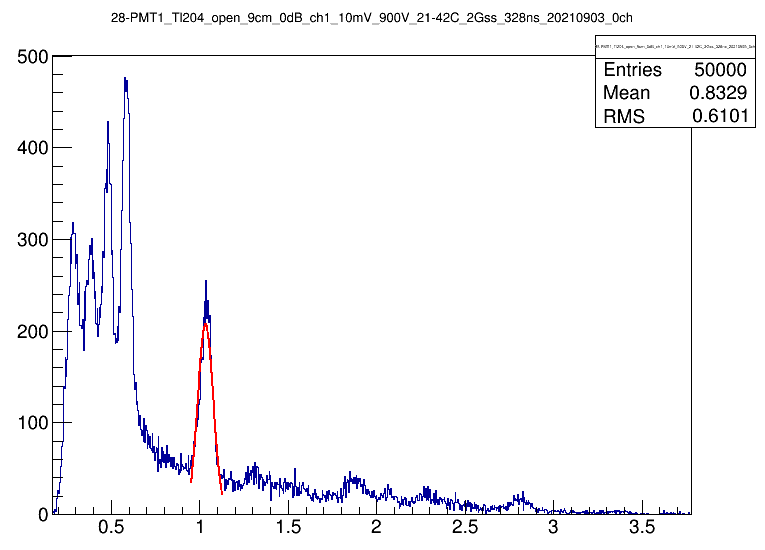 28-PMT1_Tl204_open_9cm_0dB_ch1_10mV_900V_21-42C_2Gss_328ns_20210903_0ch
Entries 50000
Mean 0.8329
RMS 0.6101
500
400
300
200
100
0
0.5 1 1.5 2 2.5 3 3.5